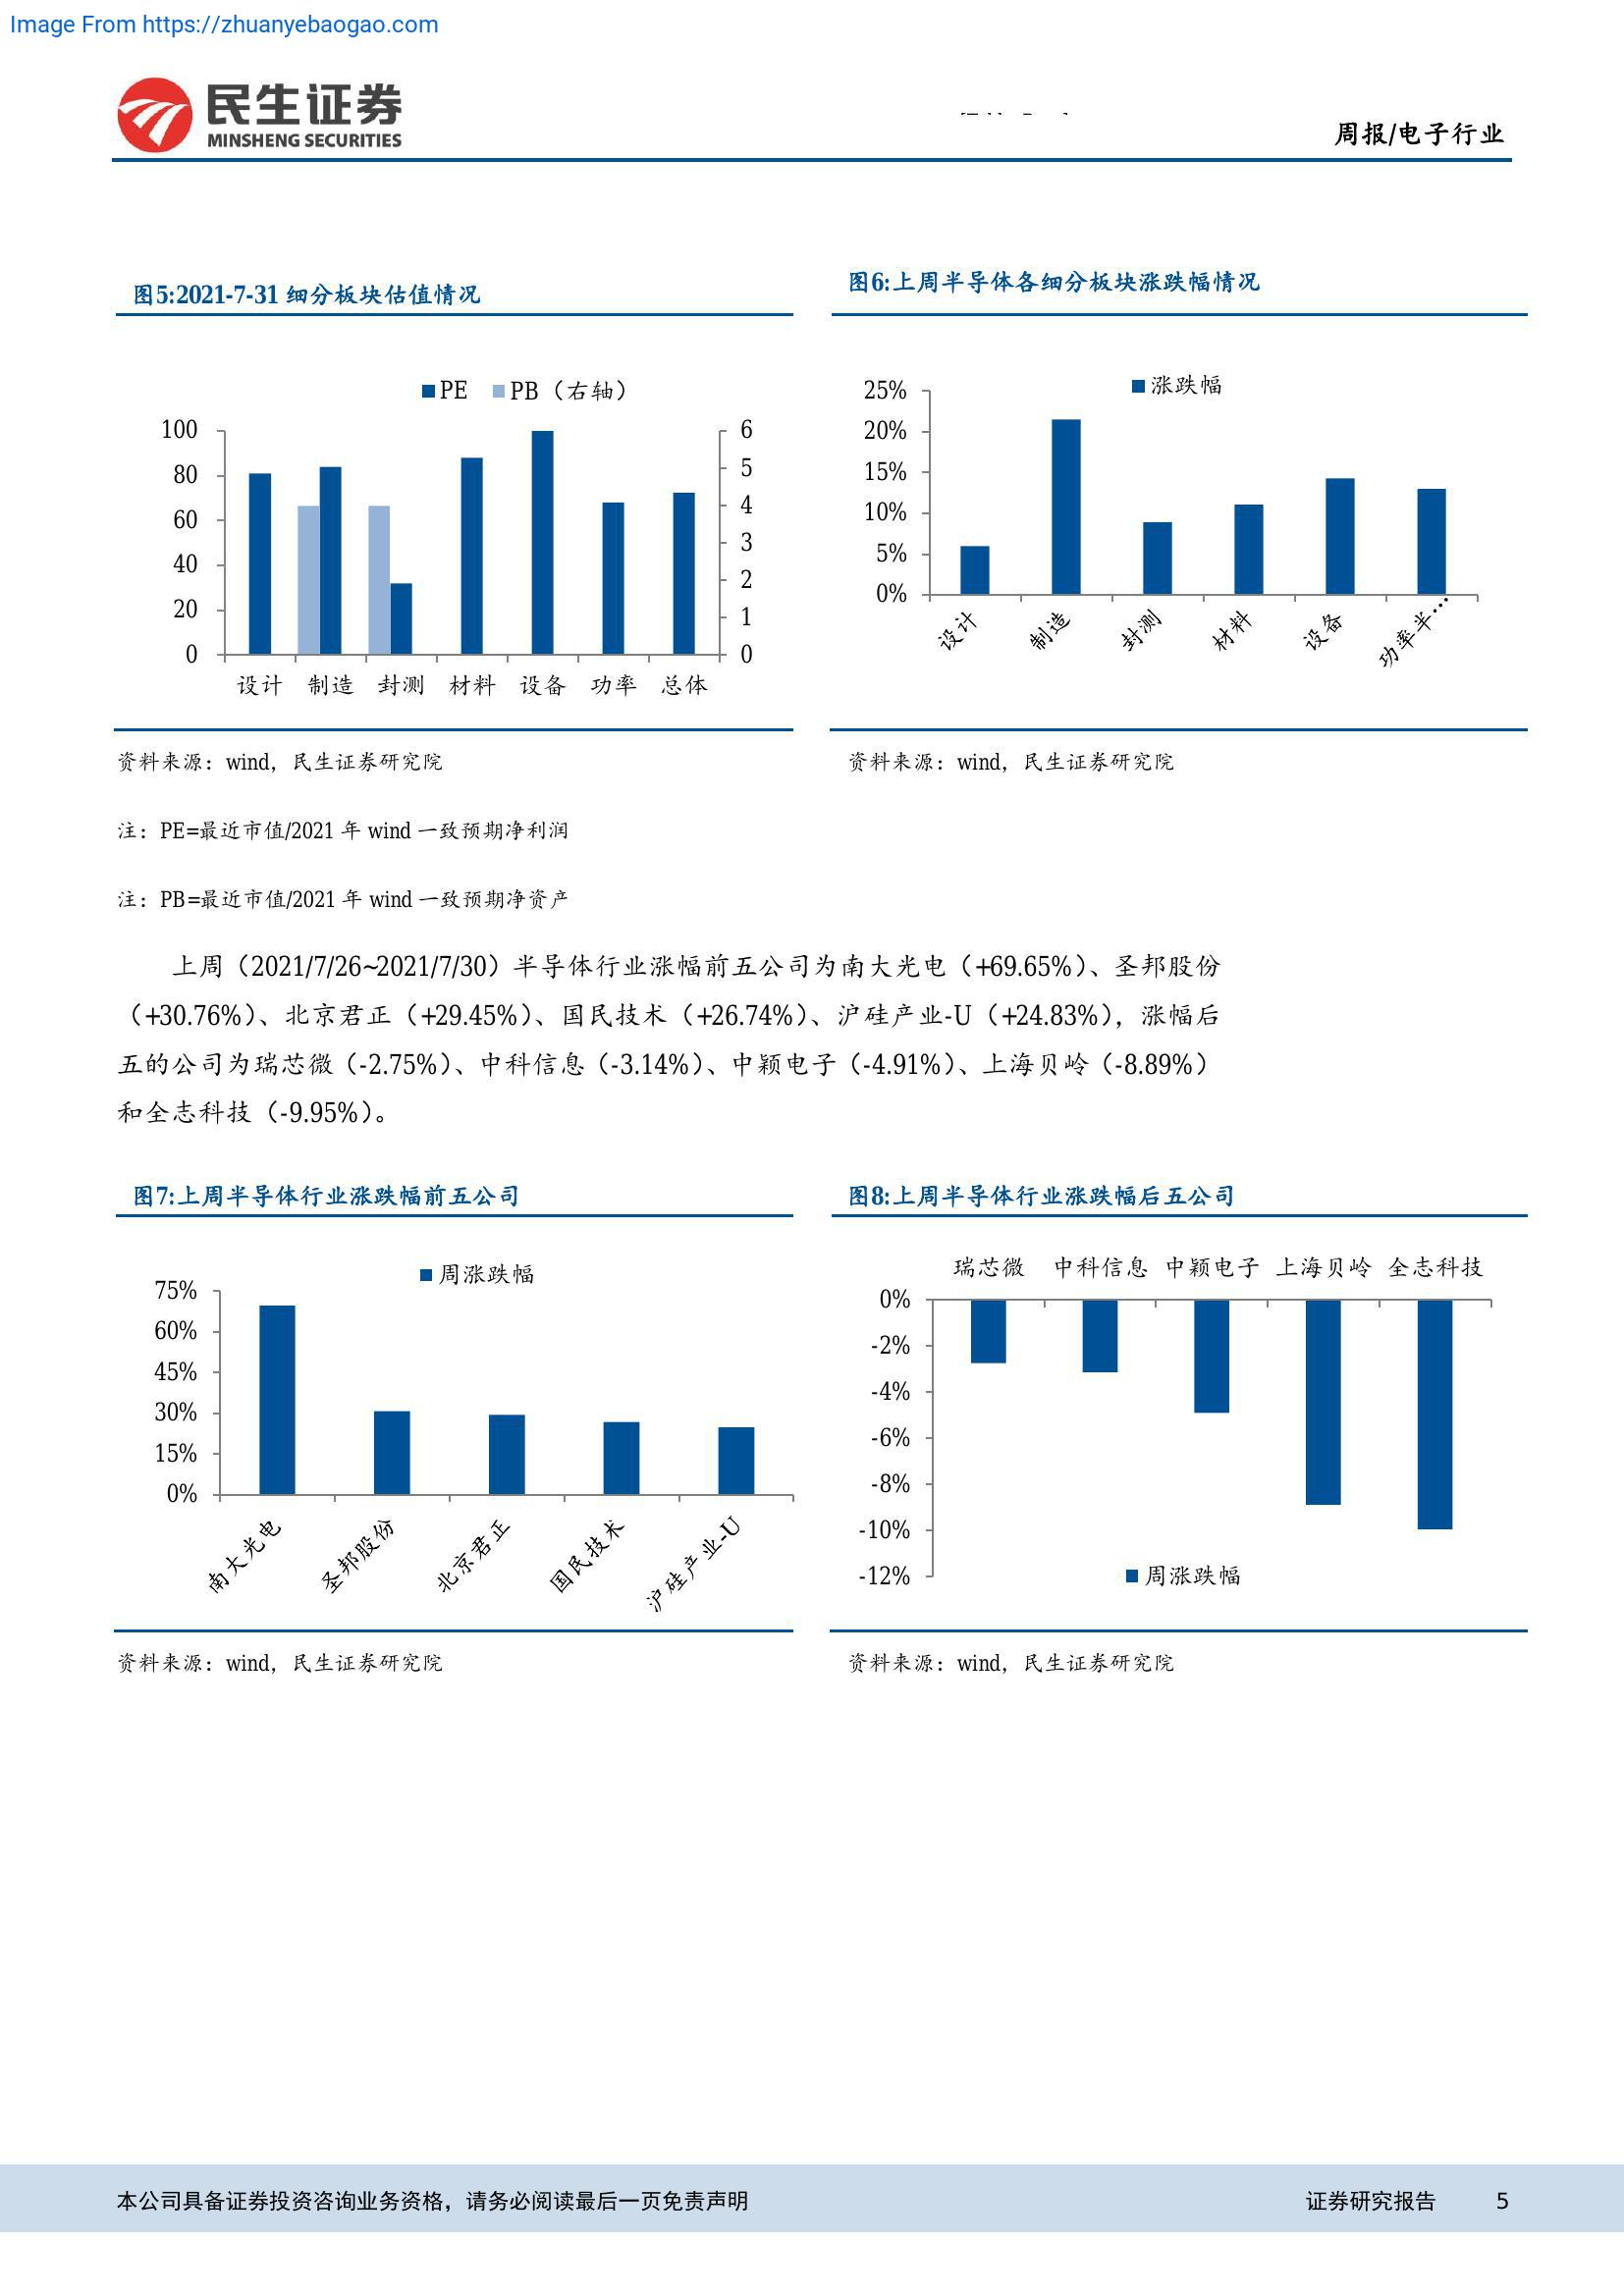 Image From https://zhuanyebaogao.com
民生证券
MINSHENG SECURITIES
周报/电子行业
图5:2021-7-31 细分板块估值情况
PE PB（右轴）
100
80
60
40
20
0
6
5
4
3
2
1
0
设计 制造 封测 材料 设备 功率 总体
资料来源：wind，民生证券研究院
注：PE=最近市值/2021 年 wind 一致预期净利润
注：PB=最近市值/2021 年 wind 一致预期净资产
图6:上周半导体各细分板块涨跌幅情况
涨跌幅
25%
20%
15%
10%
5%
0%
设计 制造 封测 材料 设备 功率半…
资料来源：wind，民生证券研究院
上周（2021/7/26~2021/7/30）半导体行业涨幅前五公司为南大光电（+69.65%）、圣邦股份
（+30.76%）、北京君正（+29.45%）、国民技术（+26.74%）、沪硅产业-U（+24.83%），涨幅后
五的公司为瑞芯微（-2.75%）、中科信息（-3.14%）、中颖电子（-4.91%）、上海贝岭（-8.89%）
和全志科技（-9.95%）。
图7:上周半导体行业涨跌幅前五公司
周涨跌幅
75%
60%
45%
30%
15%
0%
南大光电 圣邦股份 北京君正 国民技术 沪硅产业-U
资料来源：wind，民生证券研究院
图8:上周半导体行业涨跌幅后五公司
瑞芯微 中科信息 中颖电子 上海贝岭 全志科技
0%
-2%
-4%
-6%
-8%
-10%
-12%
周涨跌幅
资料来源：wind，民生证券研究院
本公司具备证券投资咨询业务资格，请务必阅读最后一页免责声明
证券研究报告 5